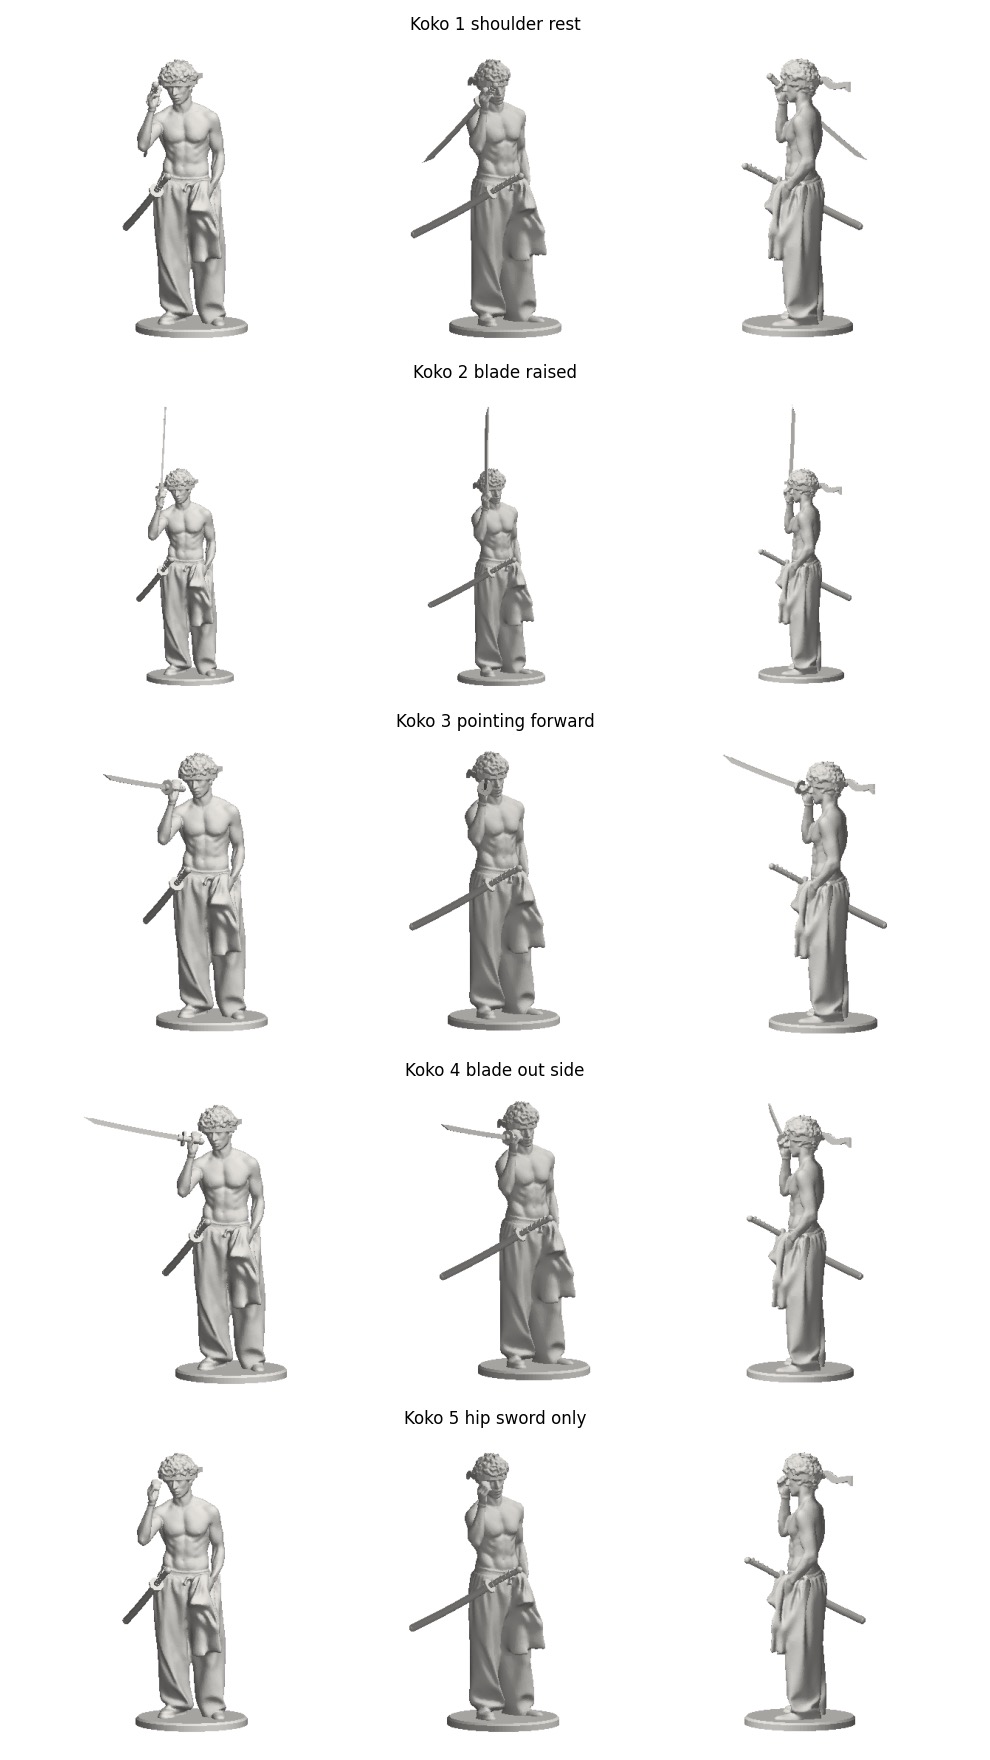 Koko 1 shoulder rest
Koko 2 blade raised
Koko 3 pointing forward
Koko 4 blade out side
Koko 5 hip sword only